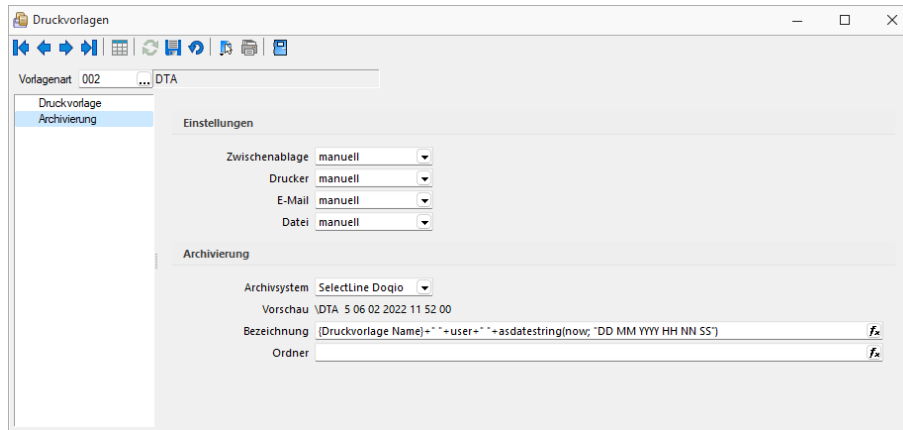 Druckvorlagen
Vorlagenart 002 ... DTA
Druckvorlage
Archivierung
Einstellungen
Zwischenablage manuell
Drucker manuell
E-Mail manuell
Datei manuell
Archivierung
Archivsystem SelectLine Doqio
Vorschau \DTA 5 06 02 2022 11 52 00
Bezeichnung {Druckvorlage Name}+" "+user+" "+asdatestring(now; "DD MM YYYY HH NN SS") fx
Ordner fx